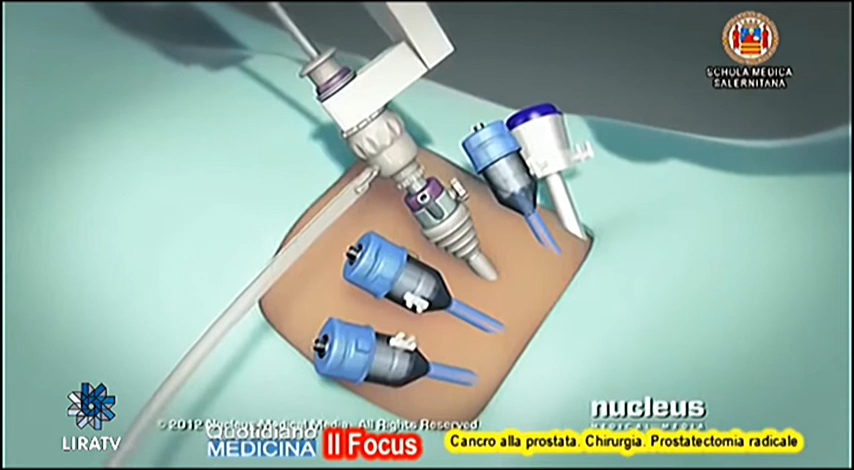 SCHOLA MEDICA
SALERNITANA
nucleus
MEDICAL MEDIA
© 2012 Nucleus Medical Media. All Rights Reserved
Quotidiano
MEDICINA
Il Focus
Cancro alla prostata. Chirurgia. Prostatectomia radicale
LIRATV